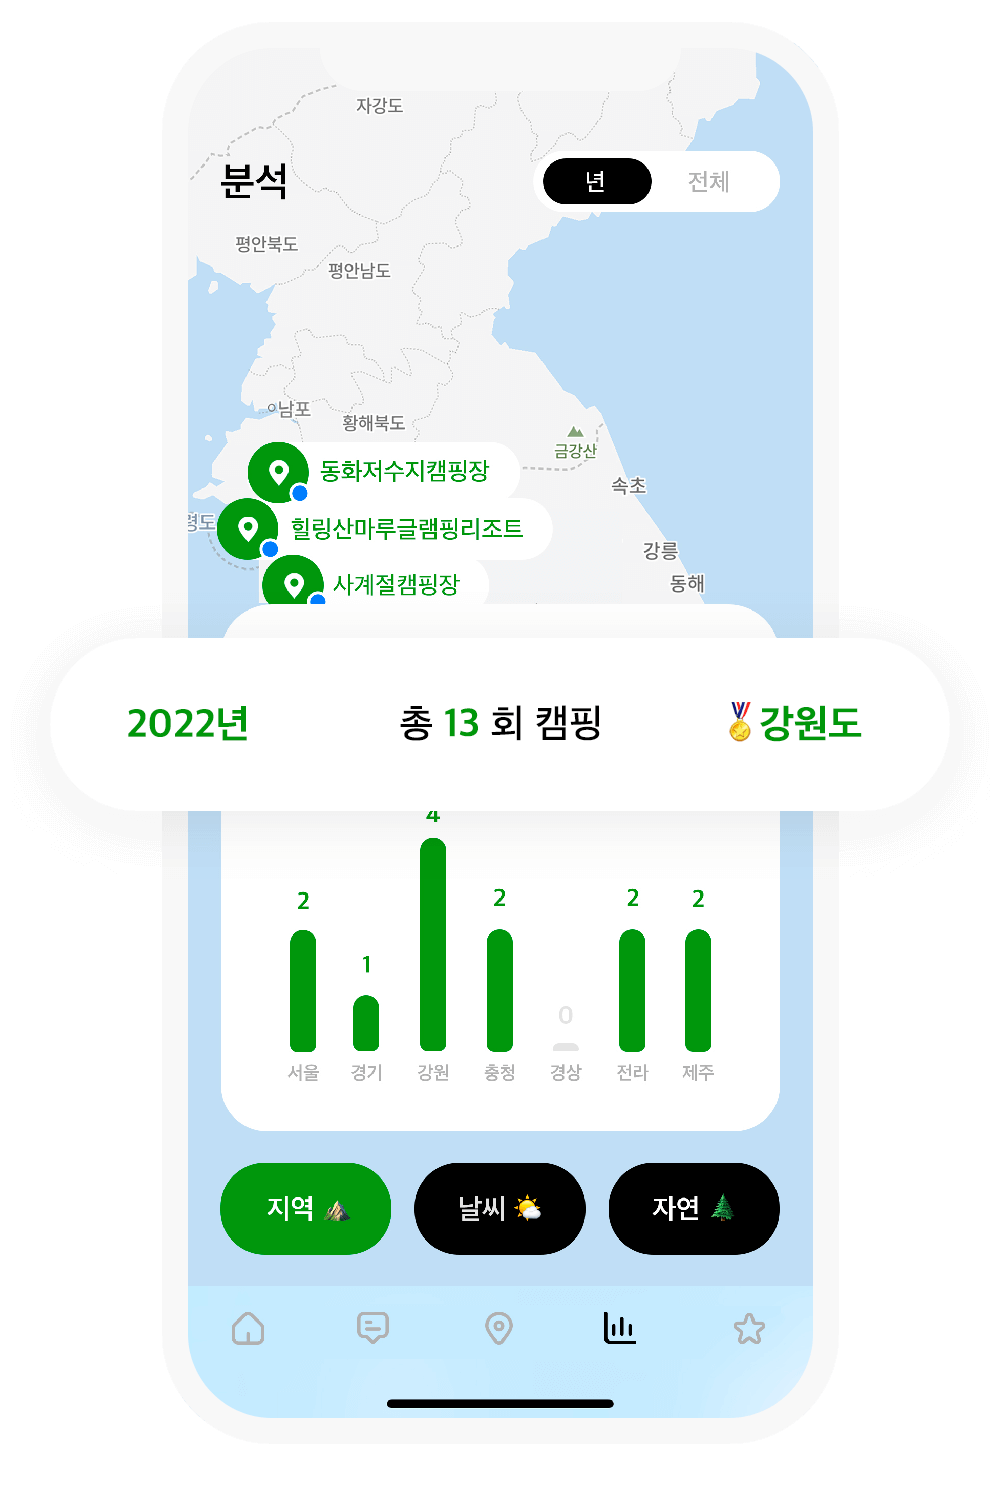 자강도
분석
년 전체
평안북도
평안남도
남포
황해북도
금강산
동화저수지캠핑장
속초
령도
힐링산마루글램핑리조트
강릉
사계절캠핑장
동해
2022년 총 13 회 캠핑 강원도
4
2 1 2 0 2 2
서울 경기 강원 충청 경상 전라 제주
지역 날씨 자연